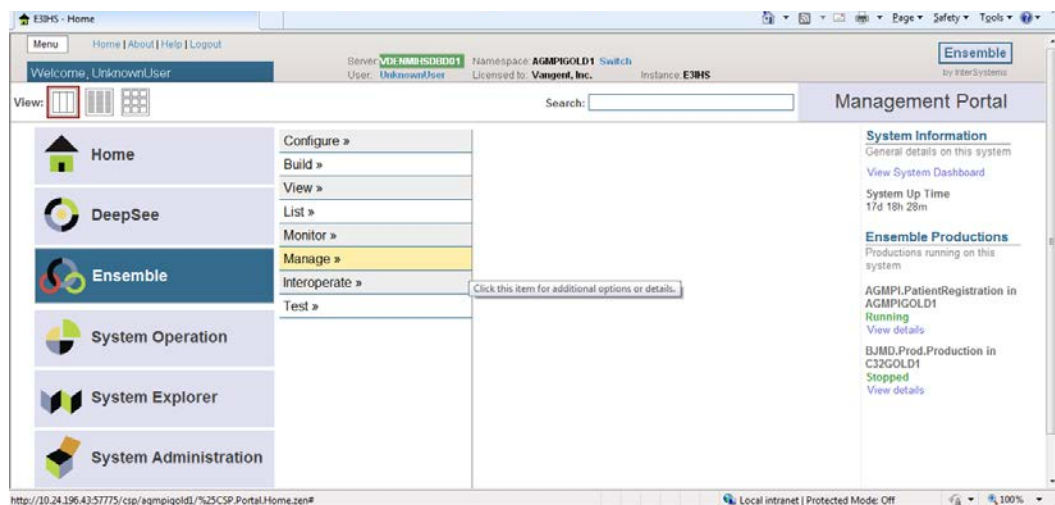 E3IHS - Home
Page Safety Tools
Menu Home | About | Help | Logout
Server: VDENMIHSDBD01 Namespace: AGMPIGOLD1 Switch
Ensemble
Welcome, UnknownUser
User: UnknownUser Licensed to: Vangent, Inc. Instance: E3IHS
by InterSystems
View:
Search:
Management Portal
Home
DeepSee
Ensemble
System Operation
System Explorer
System Administration
Configure »
Build »
View »
List »
Monitor »
Manage »
Interoperate »
Test »
Click this item for additional options or details.
System Information
General details on this system
View System Dashboard
System Up Time
17d 18h 28m
Ensemble Productions
Productions running on this
system
AGMPI.PatientRegistration in
AGMPIGOLD1
Running
View details
BJMD.Prod.Production in
C32GOLD1
Stopped
View details
http://10.24.196.43:57775/csp/agmpigold1/%25CSP.Portal.Home.zen#
Local intranet | Protected Mode: Off
100%